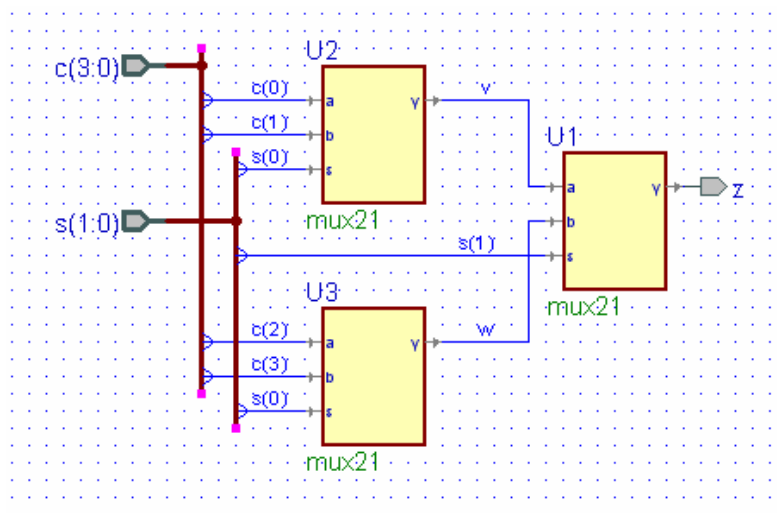 U2
c(3:0)
c(0)
a
y
v
c(1)
b
U1
s(0)
s
a
y
z
s(1:0)
mux21
b
s(1)
s
U3
mux21
c(2)
a
y
w
c(3)
b
s(0)
s
mux21